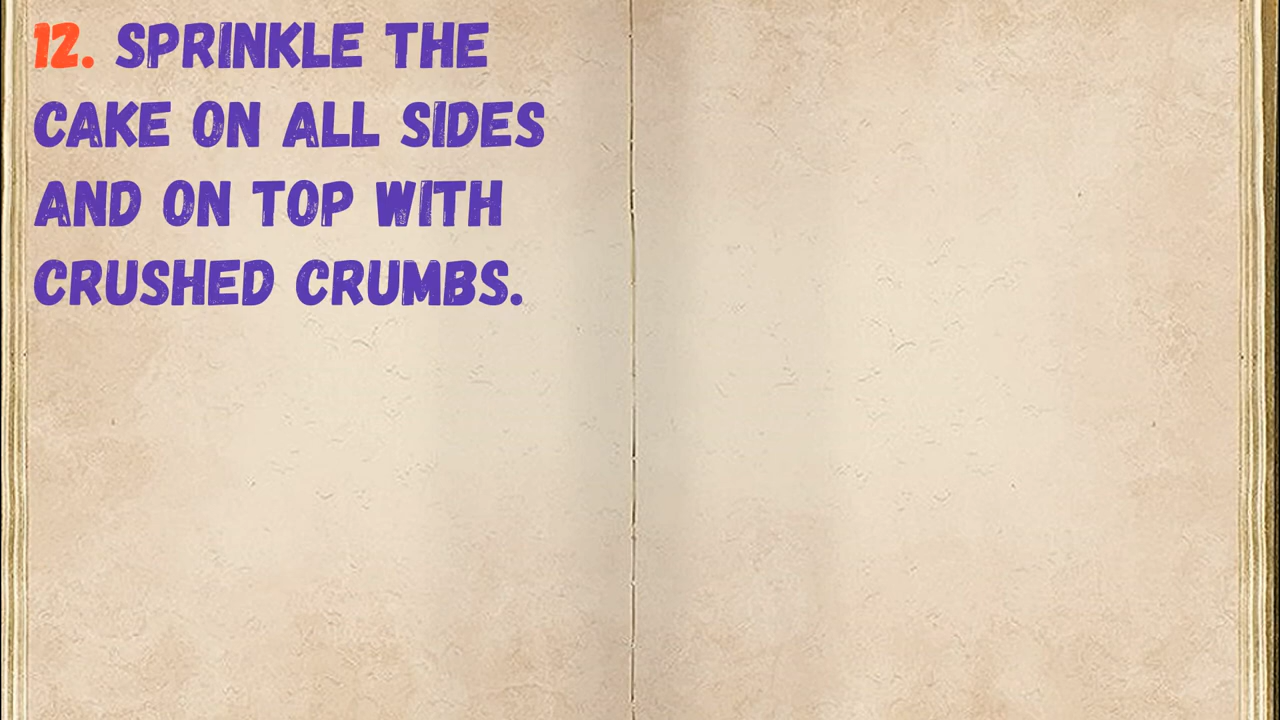 12. SPRINKLE THE
CAKE ON ALL SIDES
AND ON TOP WITH
CRUSHED CRUMBS.